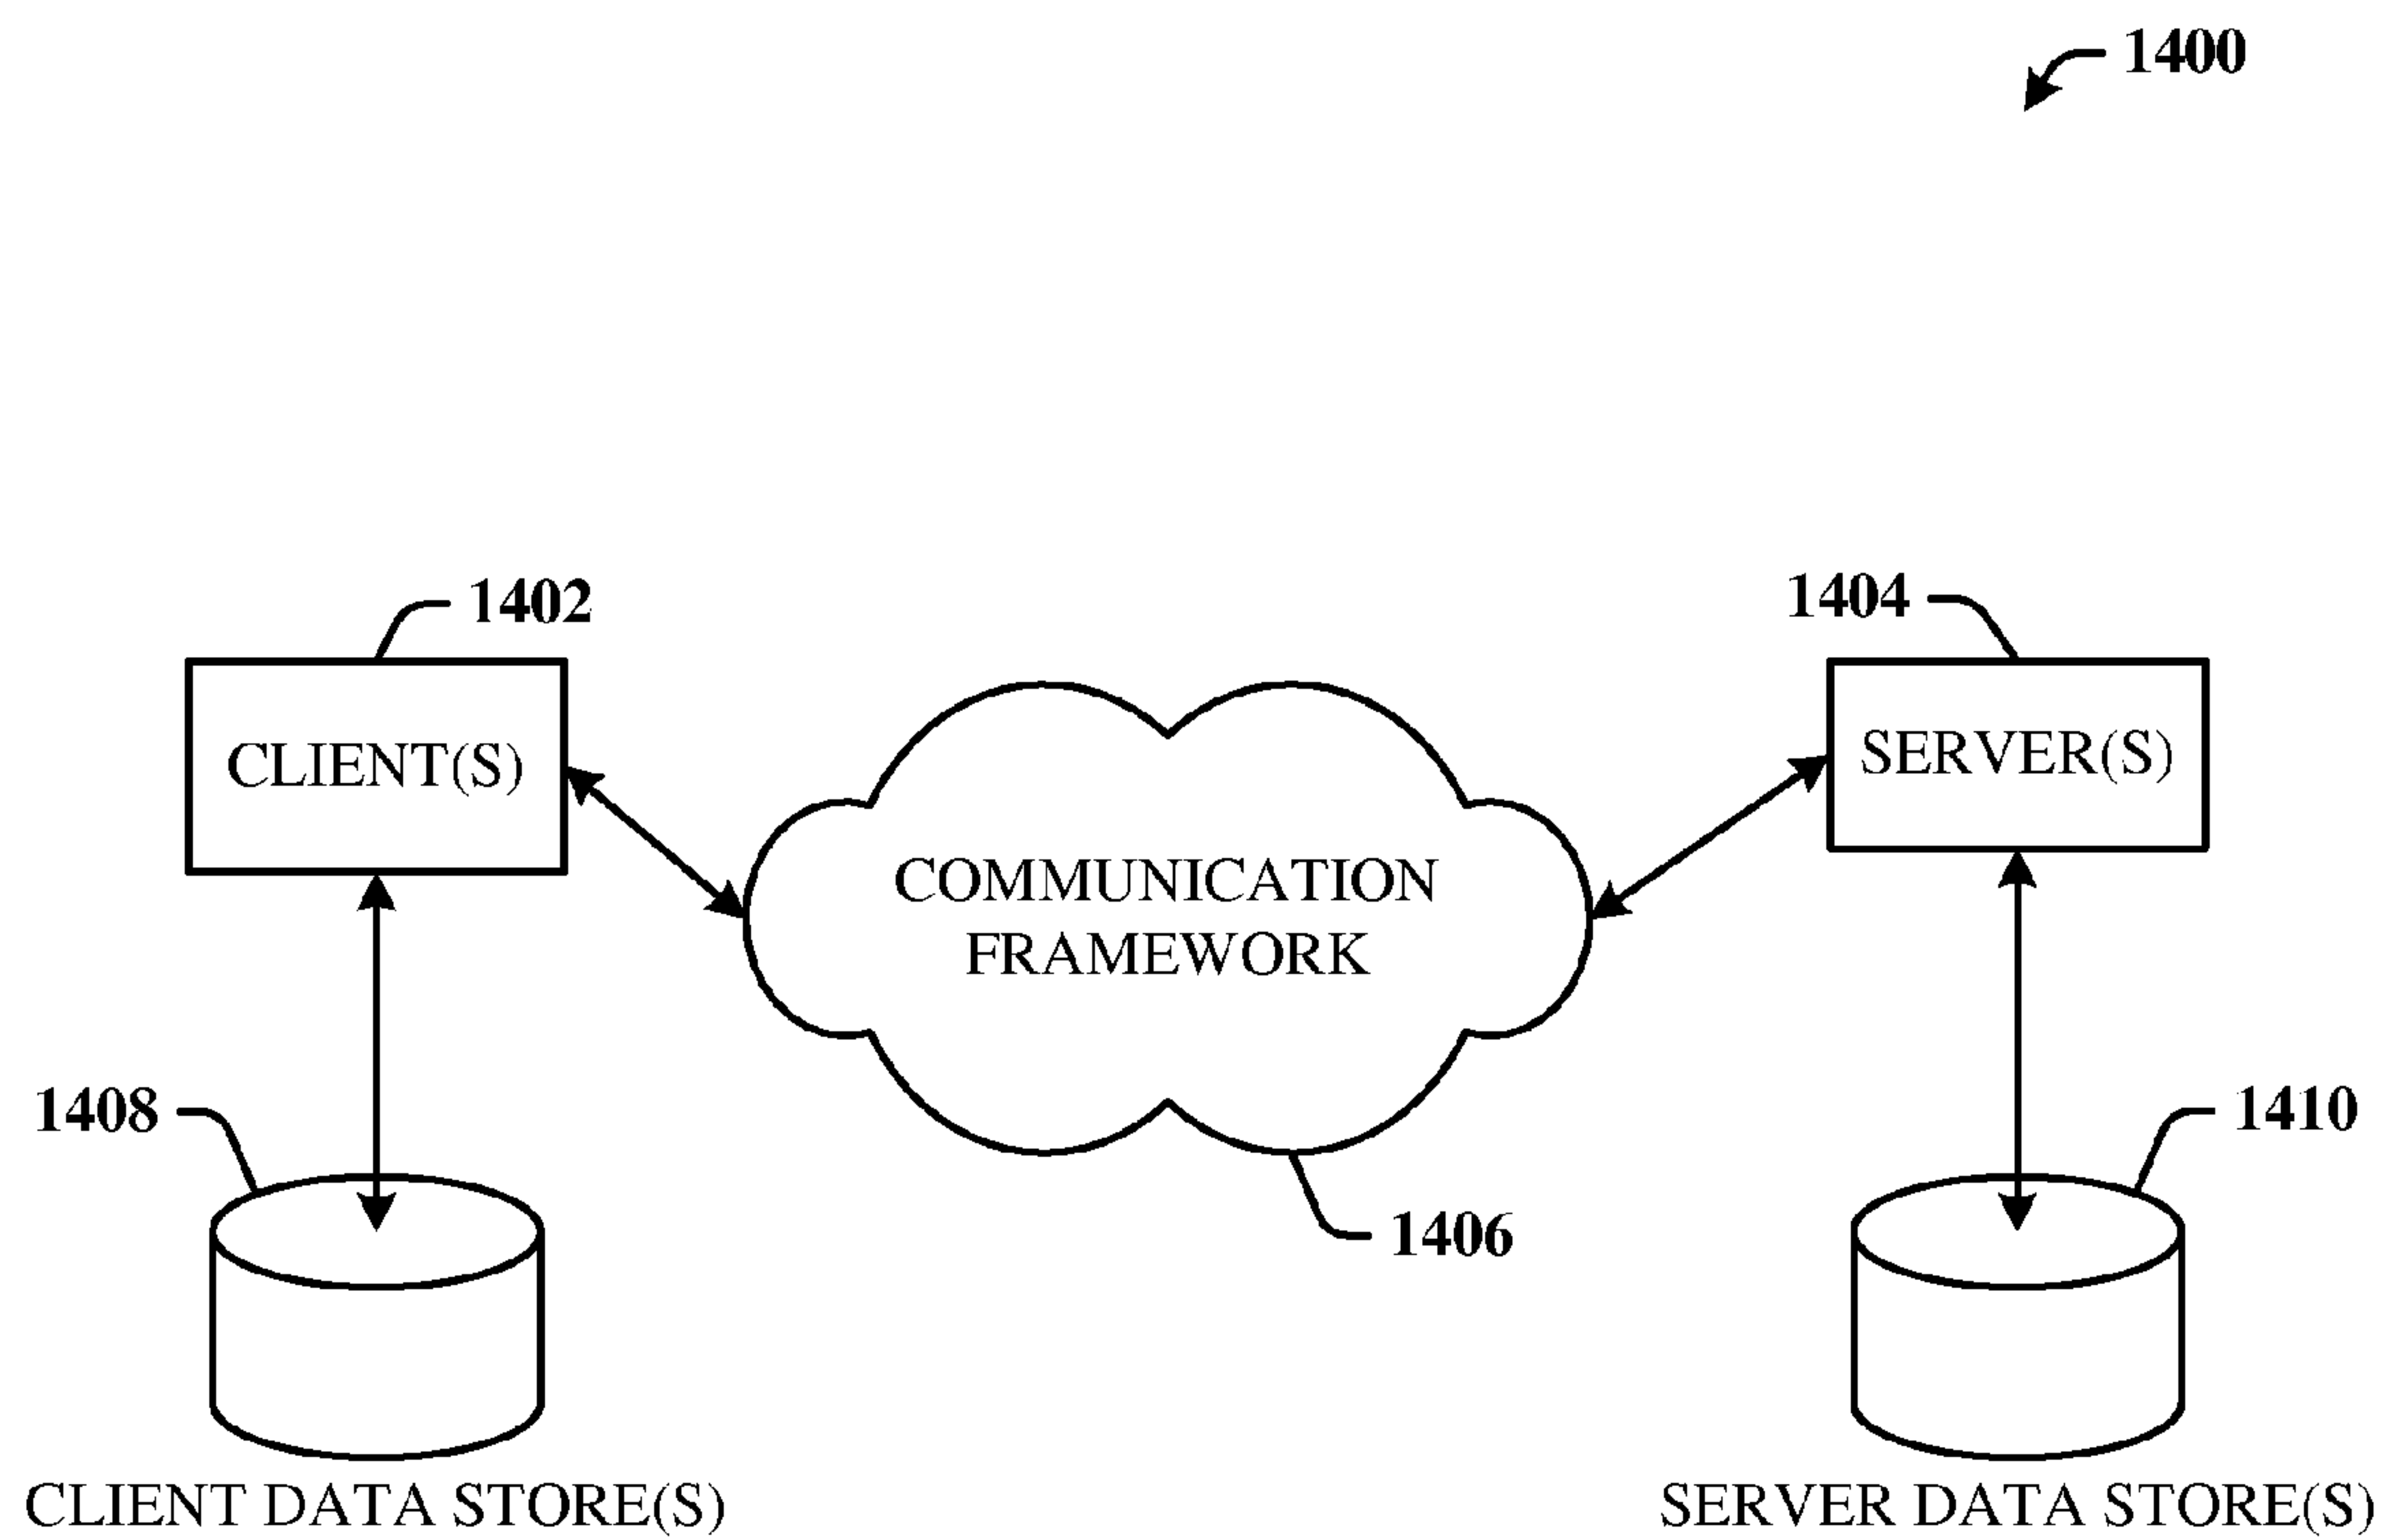 1400
1402
1404
CLIENT(S)
SERVER(S)
COMMUNICATION
FRAMEWORK
1408
1410
1406
CLIENT DATA STORE(S)
SERVER DATA STORE(S)